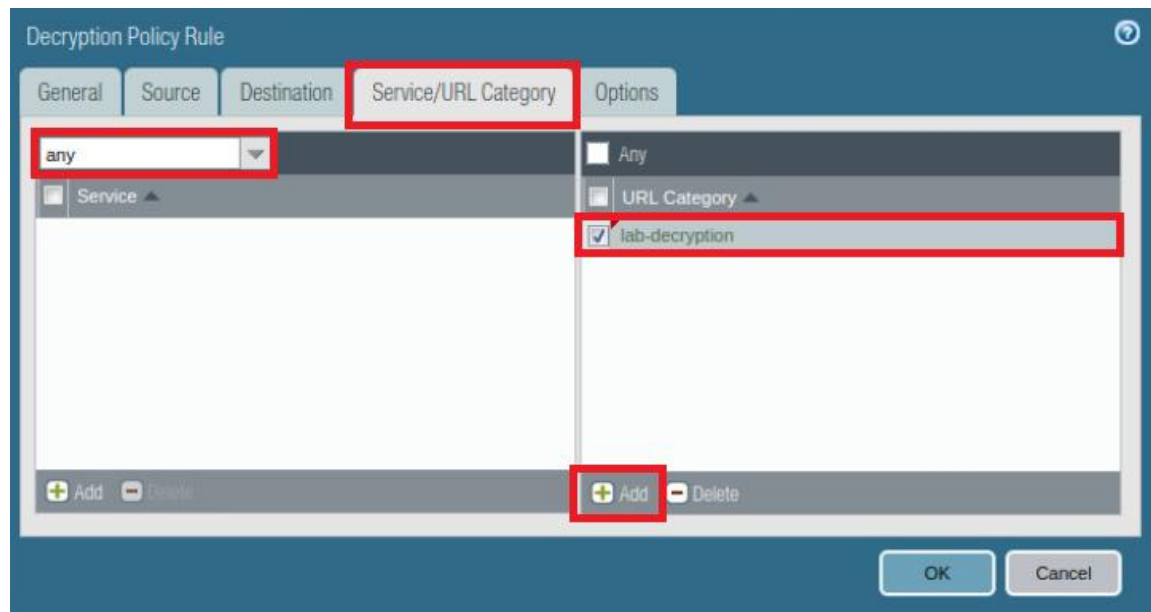 Decryption Policy Rule
General Source Destination Service/URL Category Options
any
Any
Service
URL Category
lab-decryption
Add Delete
Add Delete
OK Cancel